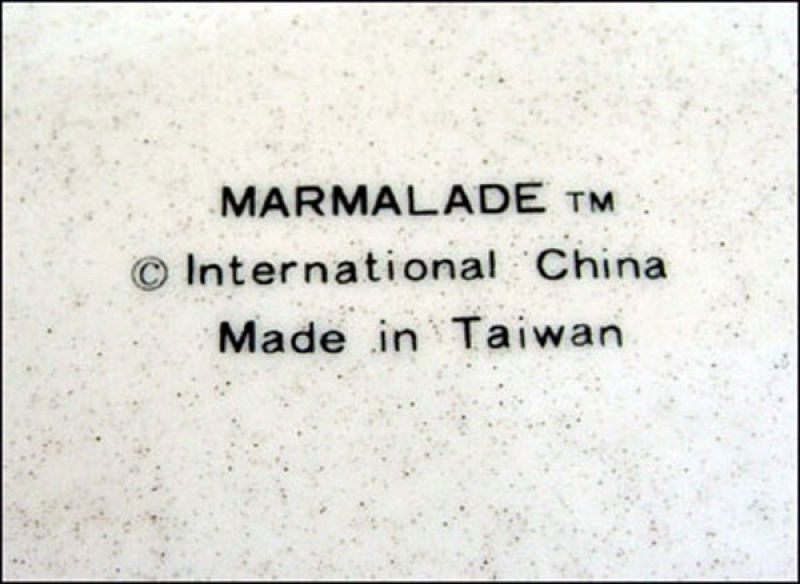 MARMALADE ™
© International China
Made in Taiwan